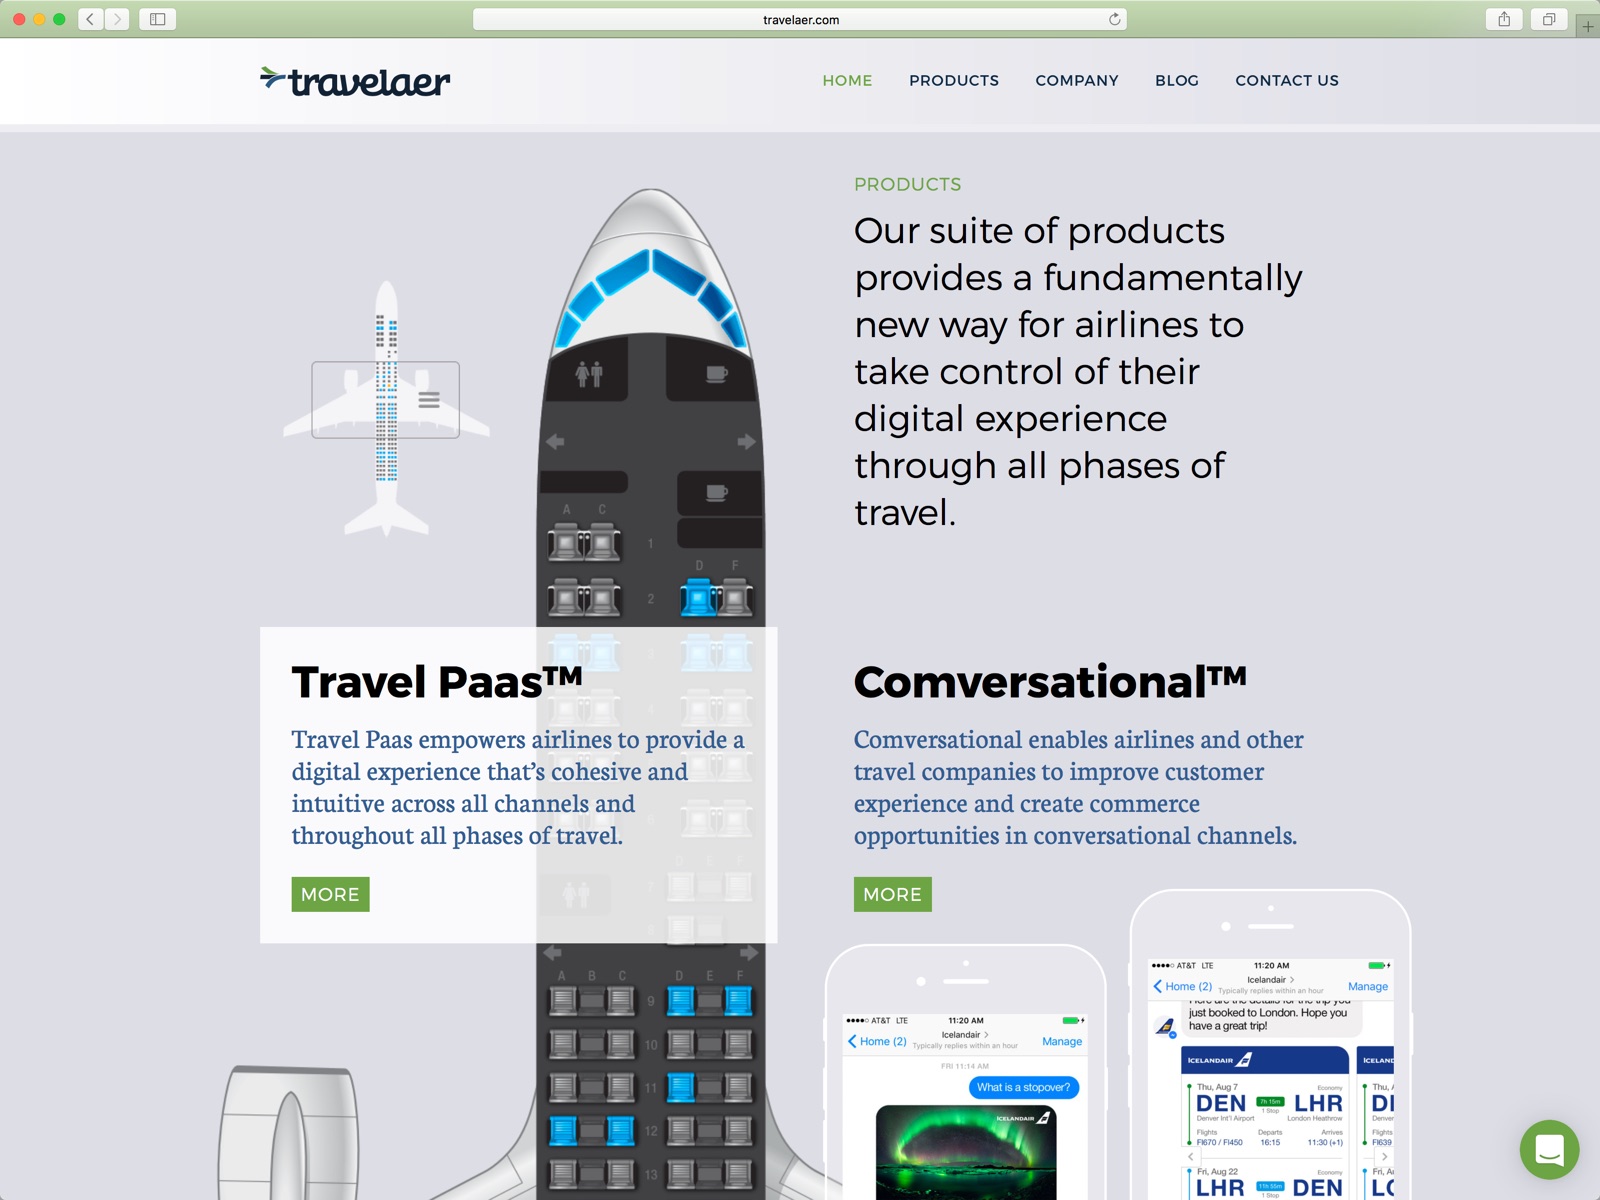 travelaer.com
travelaer
HOME PRODUCTS COMPANY BLOG CONTACT US
PRODUCTS
Our suite of products
provides a fundamentally
new way for airlines to
take control of their
digital experience
through all phases of
travel.
A C
1
D F
2
Travel Paas™
Travel Paas empowers airlines to provide a
digital experience that’s cohesive and
intuitive across all channels and
throughout all phases of travel.
MORE
Comversational™
Comversational enables airlines and other
travel companies to improve customer
experience and create commerce
opportunities in conversational channels.
MORE
D E F
A B C D E F
9
10
11
12
13
AT&T LTE 11:20 AM
Home (2) Icelandair Manage
Typically replies within an hour
FRI 11:14 AM
What is a stopover?
ICELANDAIR
AT&T LTE 11:20 AM
Home (2) Icelandair Manage
Typically replies within an hour
Here are the details for the trip you
just booked to London. Hope you
have a great trip!
ICELANDAIR
ICELAND
Thu, Aug 7 Economy
DEN 7h 15m LHR
1 Stop
Denver Int'l Airport London Heathrow
Flights Departs Arrives
FI670 / FI450 16:15 11:30 (+1)
Thu, A
Denver
Flights
FI639
Fri, Aug 22 Economy
LHR 11h 55m DEN
1 Stop
Fri, A